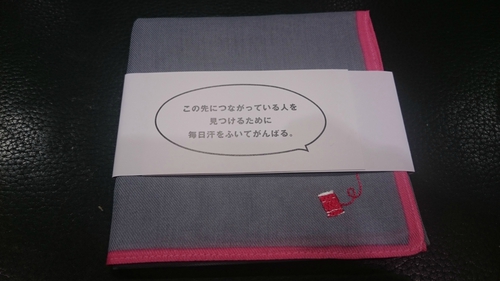 この先につながっている人を
見つけるために
毎日汗をふいてがんばる。